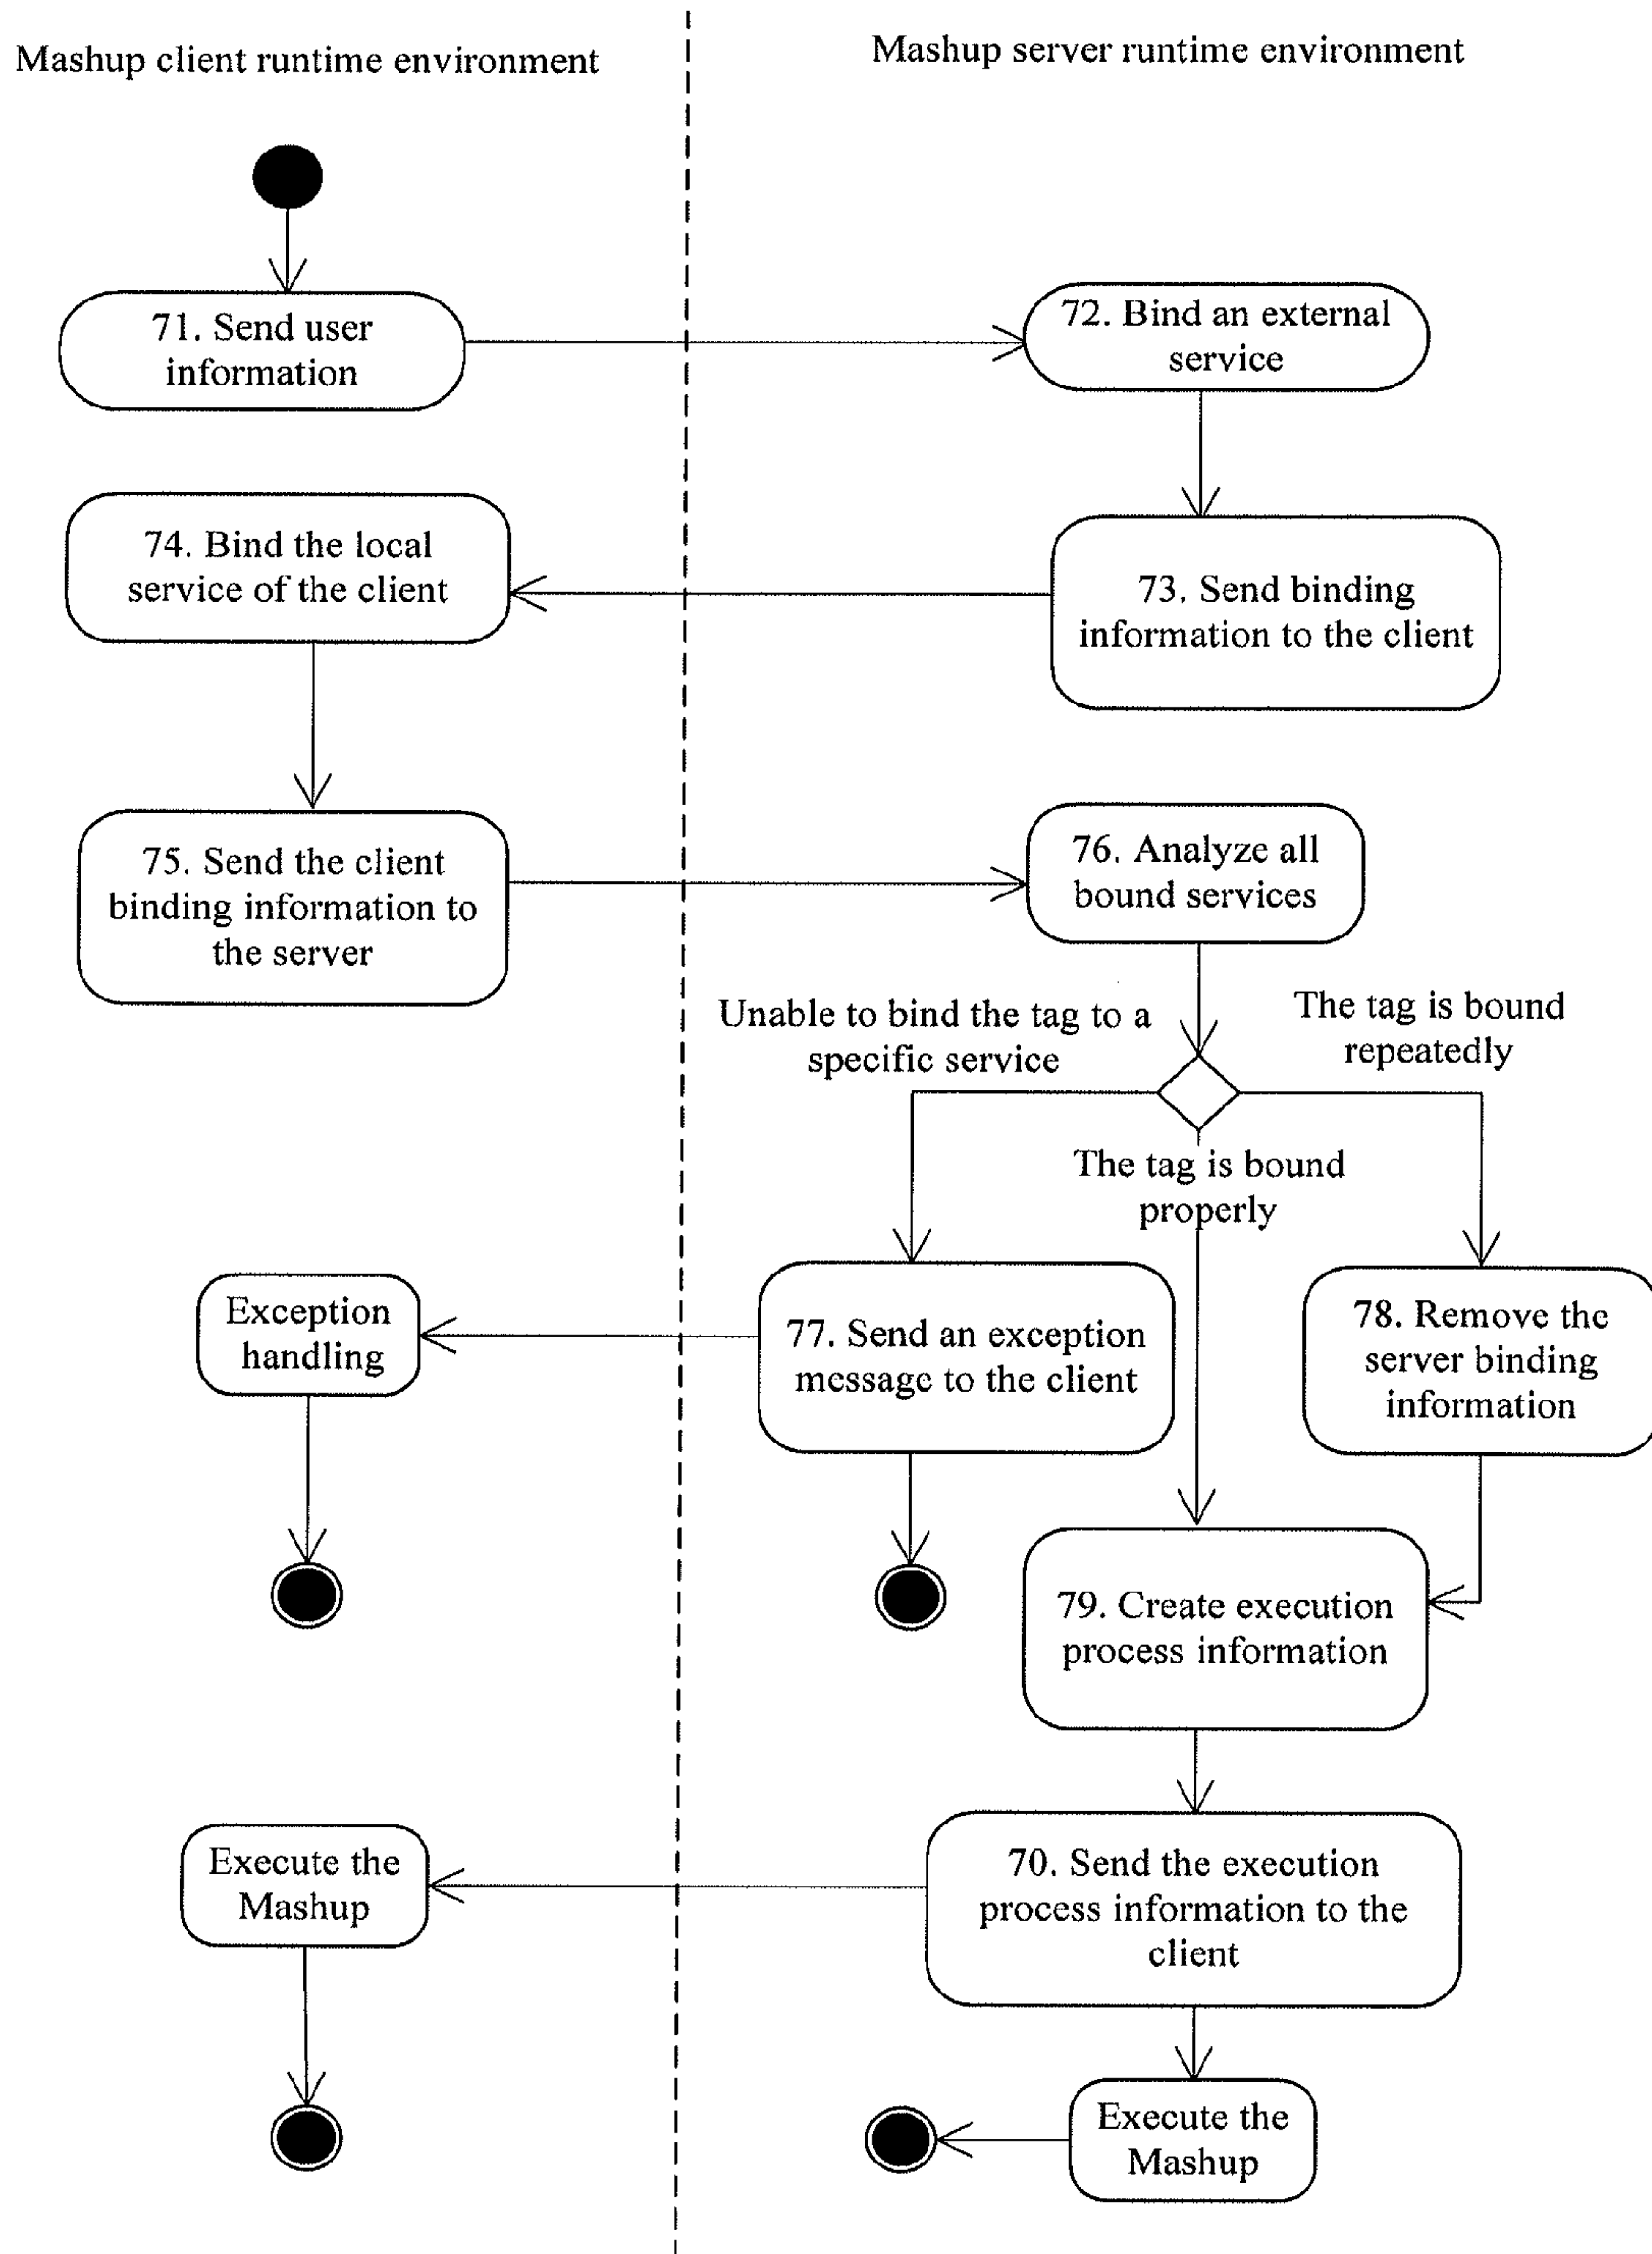 Mashup client runtime environment
Mashup server runtime environment
71. Send user
information
72. Bind an external
service
74. Bind the local
service of the client
73. Send binding
information to the client
75. Send the client
binding information to
the server
76. Analyze all
bound services
Unable to bind the tag to a
specific service
The tag is bound
repeatedly
The tag is bound
properly
Exception
handling
77. Send an exception
message to the client
78. Remove the
server binding
information
79. Create execution
process information
Execute the
Mashup
70. Send the execution
process information to the
client
Execute the
Mashup